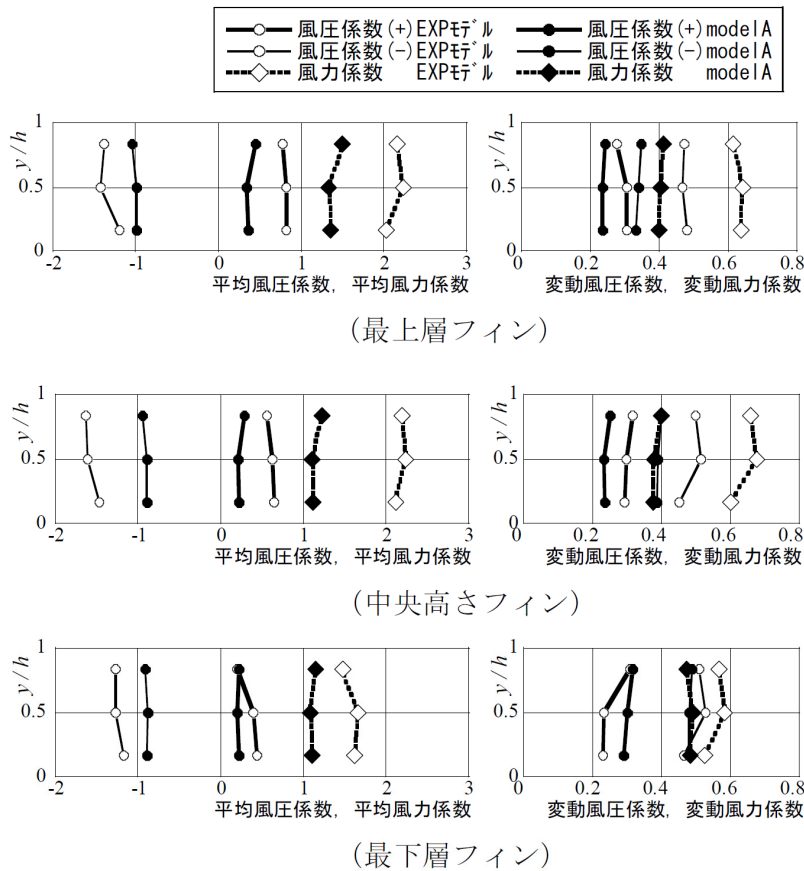 風圧係数(+)EXPモデル 風圧係数(+)modelA
風圧係数(-)EXPモデル 風圧係数(-)modelA
風力係数 EXPモデル 風力係数 modelA
y/h
1
0.5
0
-2 -1 0 1 2 3
平均風圧係数, 平均風力係数
y/h
1
0.5
0
0 0.2 0.4 0.6 0.8
変動風圧係数, 変動風力係数
(最上層フィン)
y/h
1
0.5
0
-2 -1 0 1 2 3
平均風圧係数, 平均風力係数
y/h
1
0.5
0
0 0.2 0.4 0.6 0.8
変動風圧係数, 変動風力係数
(中央高さフィン)
y/h
1
0.5
0
-2 -1 0 1 2 3
平均風圧係数, 平均風力係数
y/h
1
0.5
0
0 0.2 0.4 0.6 0.8
変動風圧係数, 変動風力係数
(最下層フィン)